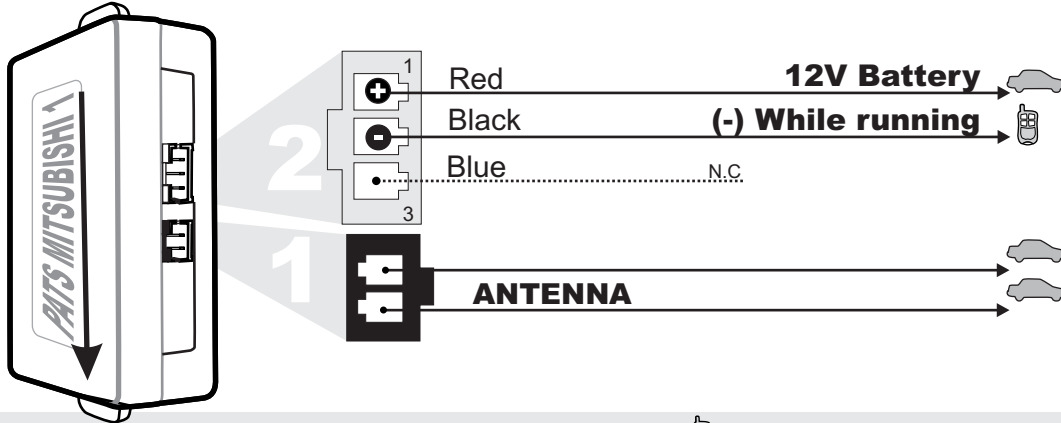 PATS MITSUBISHI 1
2
1
Red
12V Battery
Black
(-) While running
Blue
N.C
3
1
ANTENNA